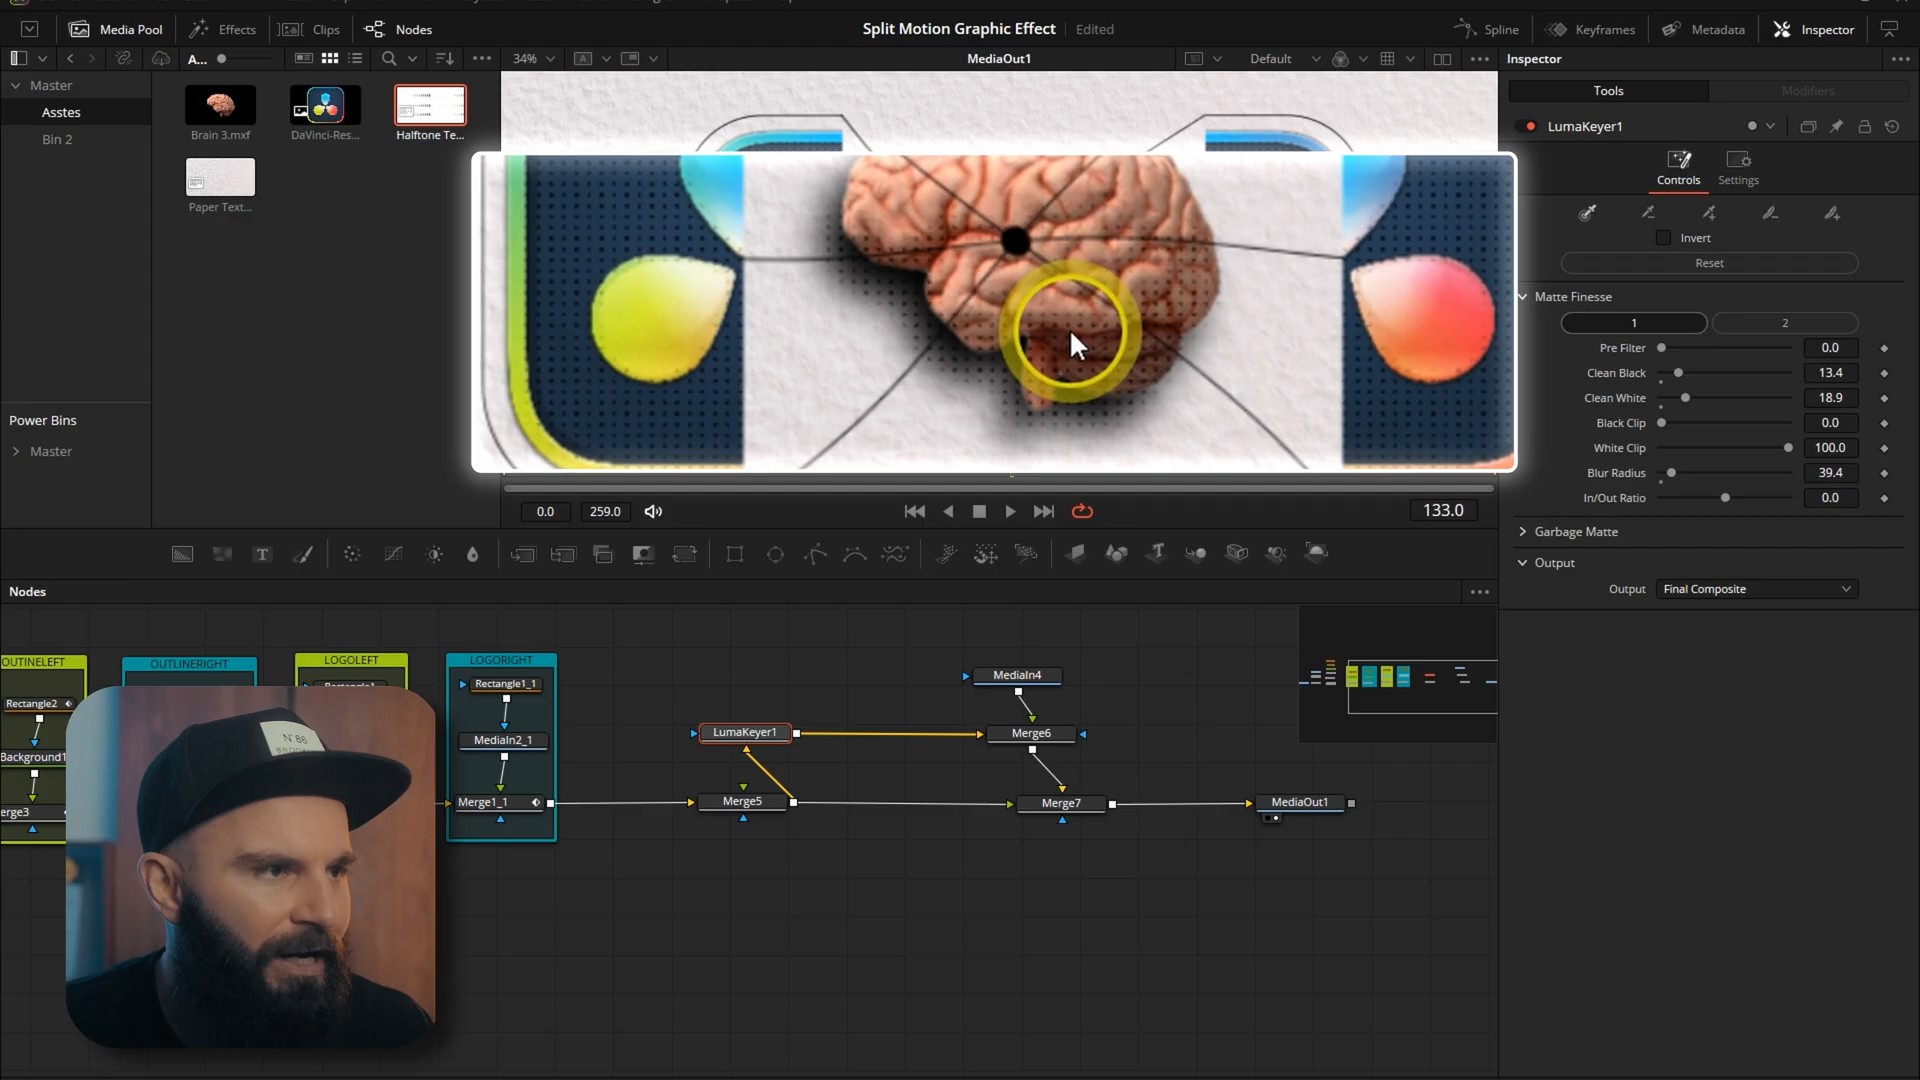 Media Pool
Effects
Clips
Nodes
Split Motion Graphic Effect
Edited
Spline
Keyframes
Metadata
Inspector
A...
34%
MediaOut1
Default
Inspector
Master
Asstes
Bin 2
Brain 3.mxf
DaVinci-Res...
Halftone Te...
Paper Text...
Tools
Modifiers
LumaKeyer1
Controls
Settings
Invert
Reset
Matte Finesse
1
2
Pre Filter
0.0
Clean Black
13.4
Clean White
18.9
Black Clip
0.0
White Clip
100.0
Blur Radius
39.4
In/Out Ratio
0.0
Garbage Matte
Output
Output
Final Composite
Power Bins
Master
0.0
259.0
133.0
Nodes
OUTINELEFT
OUTLINERIGHT
LOGOLEFT
LOGORIGHT
Rectangle2
Background1
erge3
Rectangle1
Rectangle1_1
MediaIn2_1
Merge1_1
LumaKeyer1
Merge5
MediaIn4
Merge6
Merge7
MediaOut1
N°86